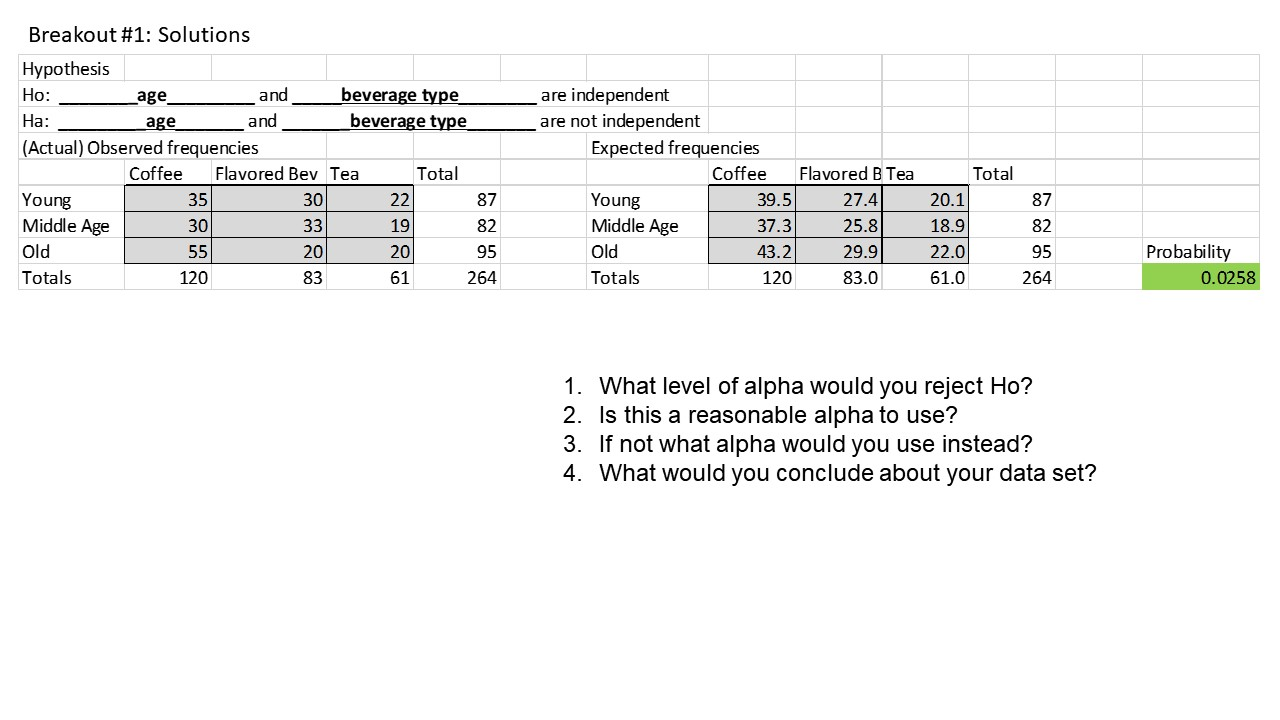 Breakout #1: Solutions
Hypothesis
Ho: ________age_________ and _____beverage type________ are independent
Ha: _________age_______ and _______beverage type_______ are not independent
(Actual) Observed frequencies Expected frequencies
Coffee Flavored Bev Tea Total Coffee Flavored B Tea Total
Young 35 30 22 87 Young 39.5 27.4 20.1 87
Middle Age 30 33 19 82 Middle Age 37.3 25.8 18.9 82
Old 55 20 20 95 Old 43.2 29.9 22.0 95 Probability
Totals 120 83 61 264 Totals 120 83.0 61.0 264 0.0258
1. What level of alpha would you reject Ho?
2. Is this a reasonable alpha to use?
3. If not what alpha would you use instead?
4. What would you conclude about your data set?